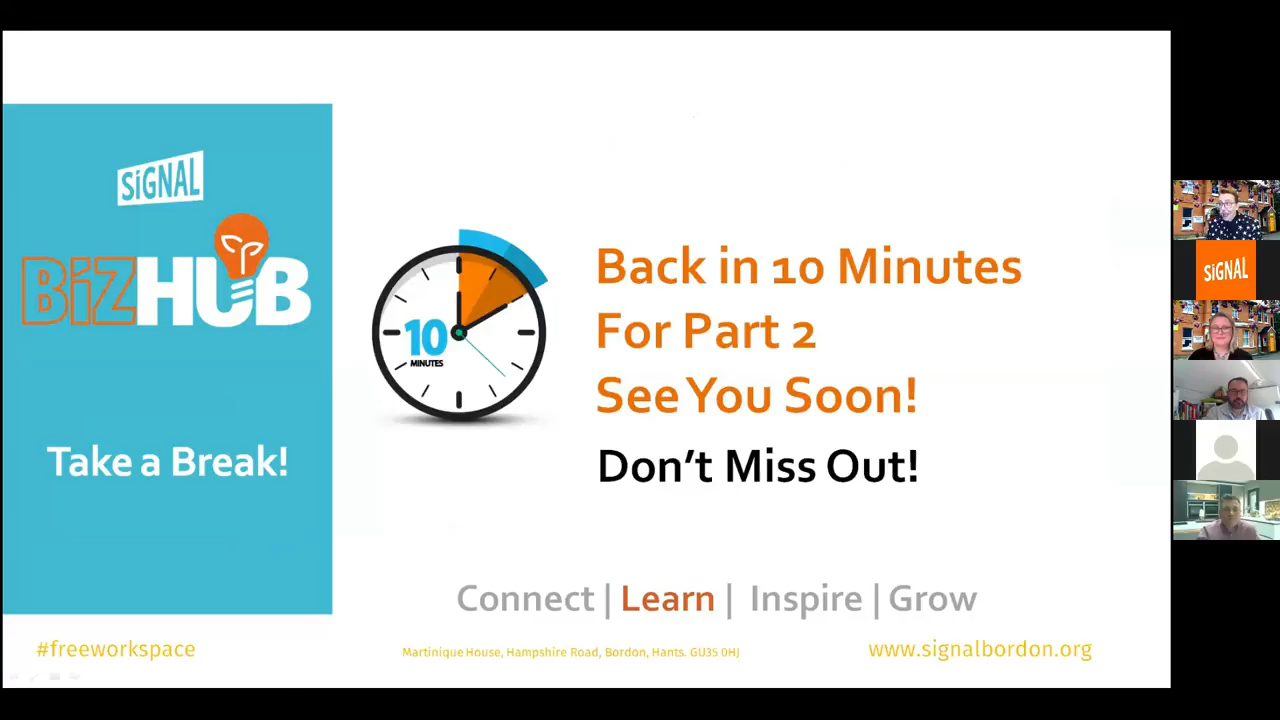 SiGNAL
BiZHUB
Take a Break!
10
MINUTES
Back in 10 Minutes
For Part 2
See You Soon!
Don't Miss Out!
Connect | Learn | Inspire | Grow
#freeworkspace
Martinique House, Hampshire Road, Bordon, Hants. GU35 0HJ
www.signalbordon.org
SiGNAL